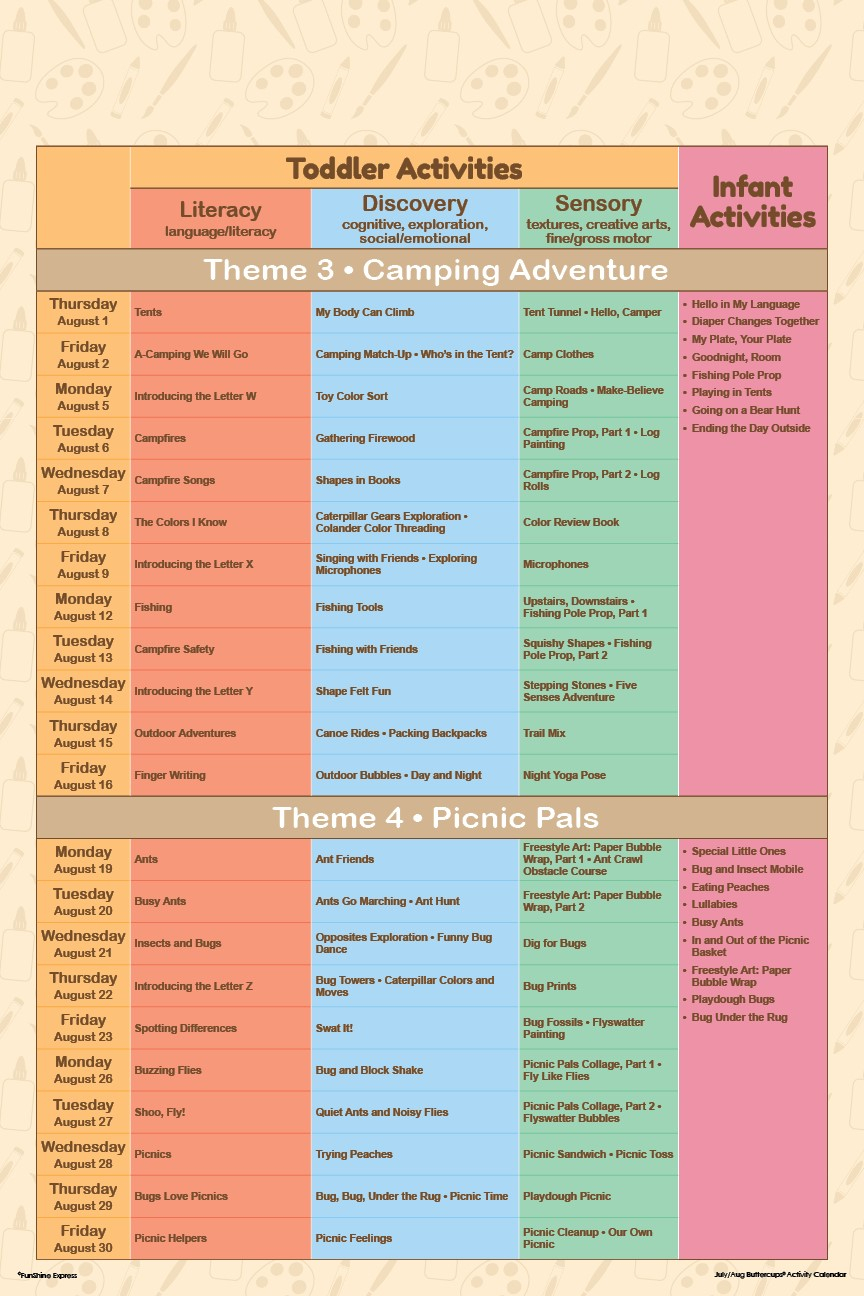 Toddler Activities
Infant
Activities
Literacy
language/literacy
Discovery
cognitive, exploration,
social/emotional
Sensory
textures, creative arts,
fine/gross motor
Theme 3 • Camping Adventure
Thursday
August 1
Tents
My Body Can Climb
Tent Tunnel • Hello, Camper
Friday
August 2
A-Camping We Will Go
Camping Match-Up • Who's in the Tent?
Camp Clothes
Monday
August 5
Introducing the Letter W
Toy Color Sort
Camp Roads • Make-Believe
Camping
Tuesday
August 6
Campfires
Gathering Firewood
Campfire Prop, Part 1 • Log
Painting
Wednesday
August 7
Campfire Songs
Shapes in Books
Campfire Prop, Part 2 • Log
Rolls
Thursday
August 8
The Colors I Know
Caterpillar Gears Exploration •
Colander Color Threading
Color Review Book
Friday
August 9
Introducing the Letter X
Singing with Friends • Exploring
Microphones
Microphones
Monday
August 12
Fishing
Fishing Tools
Upstairs, Downstairs •
Fishing Pole Prop, Part 1
Tuesday
August 13
Campfire Safety
Fishing with Friends
Squishy Shapes • Fishing
Pole Prop, Part 2
Wednesday
August 14
Introducing the Letter Y
Shape Felt Fun
Stepping Stones • Five
Senses Adventure
Thursday
August 15
Outdoor Adventures
Canoe Rides • Packing Backpacks
Trail Mix
Friday
August 16
Finger Writing
Outdoor Bubbles • Day and Night
Night Yoga Pose
• Hello in My Language
• Diaper Changes Together
• My Plate, Your Plate
• Goodnight, Room
• Fishing Pole Prop
• Playing in Tents
• Going on a Bear Hunt
• Ending the Day Outside
Theme 4 • Picnic Pals
Monday
August 19
Ants
Ant Friends
Freestyle Art: Paper Bubble
Wrap, Part 1 • Ant Crawl
Obstacle Course
Tuesday
August 20
Busy Ants
Ants Go Marching • Ant Hunt
Freestyle Art: Paper Bubble
Wrap, Part 2
Wednesday
August 21
Insects and Bugs
Opposites Exploration • Funny Bug
Dance
Dig for Bugs
Thursday
August 22
Introducing the Letter Z
Bug Towers • Caterpillar Colors and
Moves
Bug Prints
Friday
August 23
Spotting Differences
Swat It!
Bug Fossils • Flyswatter
Painting
Monday
August 26
Buzzing Flies
Bug and Block Shake
Picnic Pals Collage, Part 1 •
Fly Like Flies
Tuesday
August 27
Shoo, Fly!
Quiet Ants and Noisy Flies
Picnic Pals Collage, Part 2 •
Flyswatter Bubbles
Wednesday
August 28
Picnics
Trying Peaches
Picnic Sandwich • Picnic Toss
Thursday
August 29
Bugs Love Picnics
Bug, Bug, Under the Rug • Picnic Time
Playdough Picnic
Friday
August 30
Picnic Helpers
Picnic Feelings
Picnic Cleanup • Our Own
Picnic
• Special Little Ones
• Bug and Insect Mobile
• Eating Peaches
• Lullabies
• Busy Ants
• In and Out of the Picnic
Basket
• Freestyle Art: Paper
Bubble Wrap
• Playdough Bugs
• Bug Under the Rug
©FunShine Express
July/Aug Buttercups® Activity Calendar